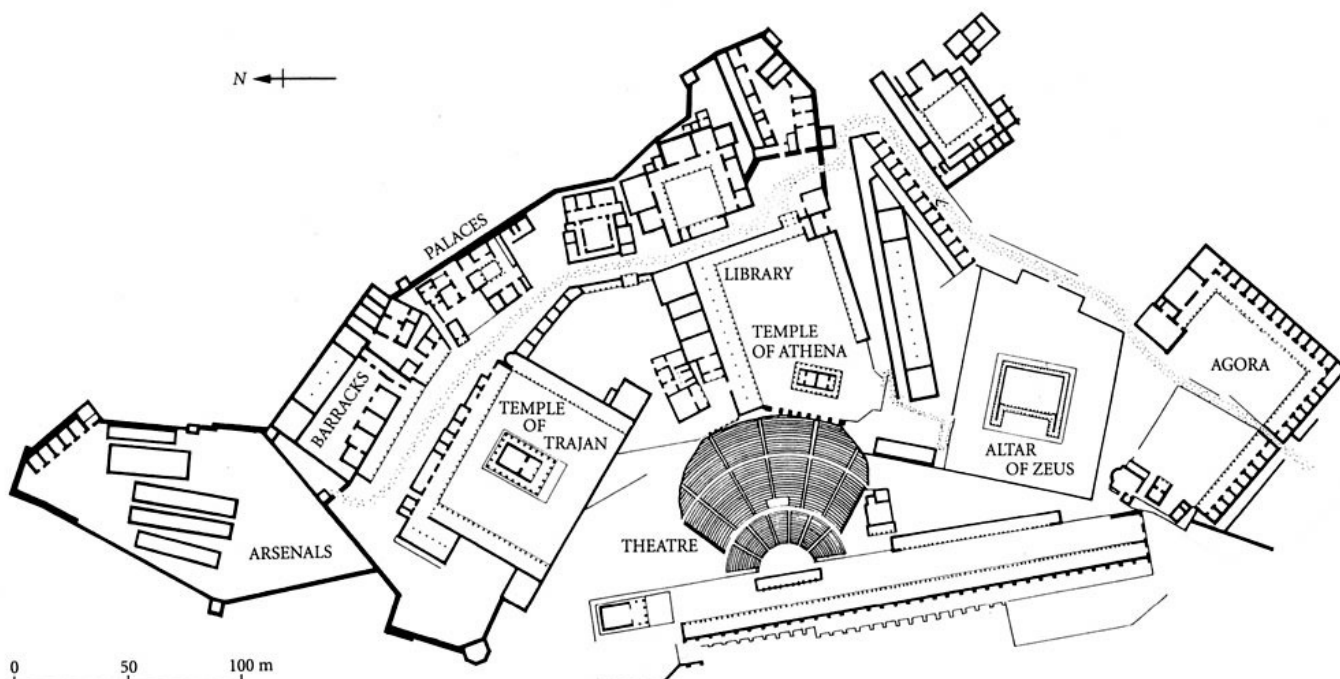 N
PALACES
LIBRARY
TEMPLE
OF ATHENA
AGORA
BARRACKS
TEMPLE
OF
TRAJAN
ALTAR
OF ZEUS
THEATRE
ARSENALS
0 50 100 m